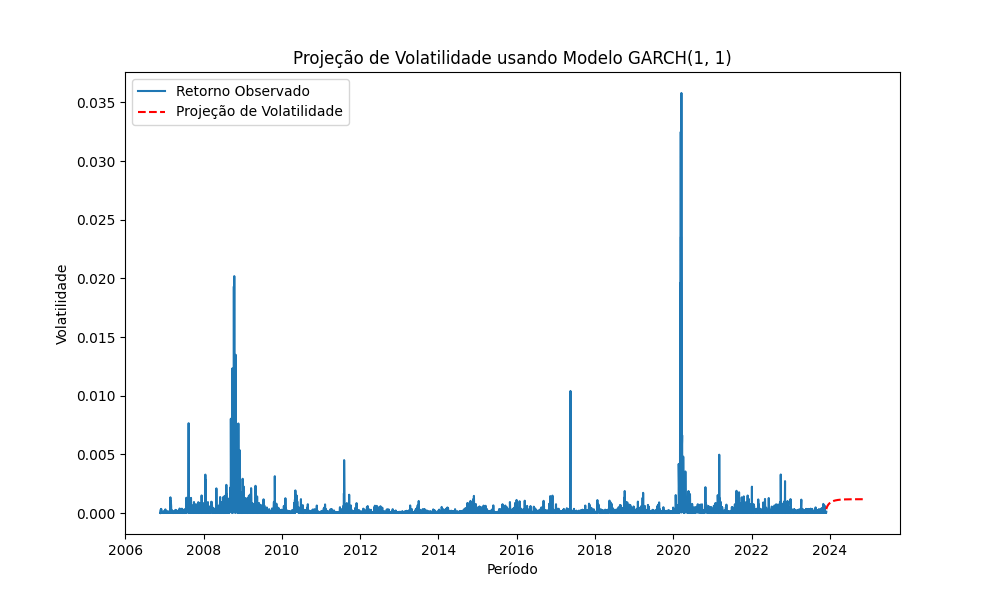 Projeção de Volatilidade usando Modelo GARCH(1, 1)
Retorno Observado
Projeção de Volatilidade
0.035
0.030
0.025
0.020
0.015
0.010
0.005
0.000
Volatilidade
2006 2008 2010 2012 2014 2016 2018 2020 2022 2024
Período